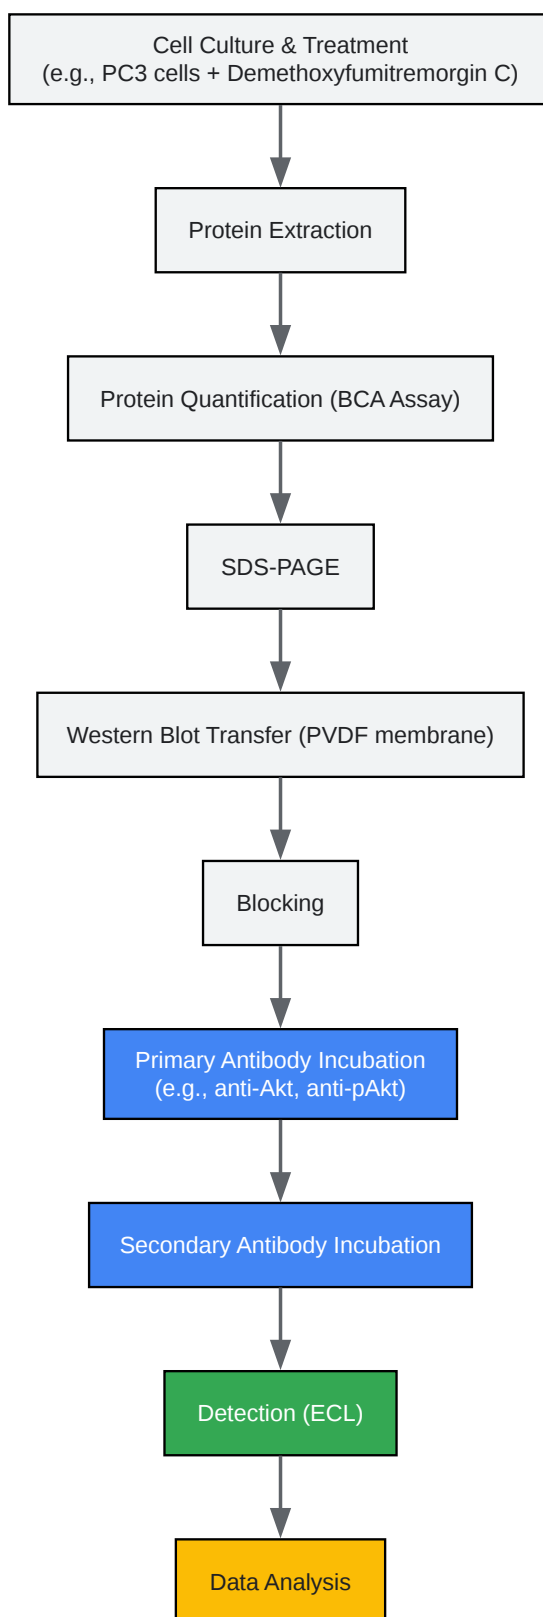 Cell Culture & Treatment
(e.g., PC3 cells + Demethoxyfumitremorgin C)
Protein Extraction
Protein Quantification (BCA Assay)
SDS-PAGE
Western Blot Transfer (PVDF membrane)
Blocking
Primary Antibody Incubation
(e.g., anti-Akt, anti-pAkt)
Secondary Antibody Incubation
Detection (ECL)
Data Analysis